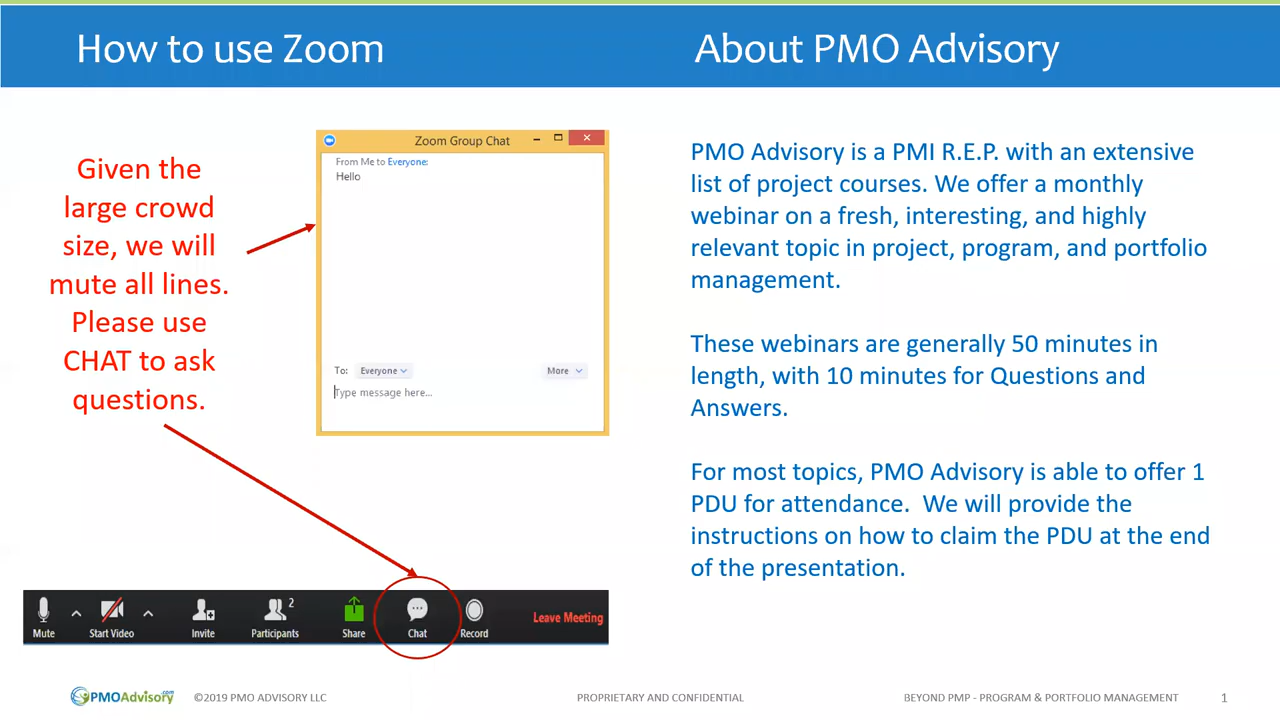 How to use Zoom
About PMO Advisory
Given the
large crowd
size, we will
mute all lines.
Please use
CHAT to ask
questions.
Zoom Group Chat
From Me to Everyone:
Hello
To: Everyone
More
Type message here...
Mute
Start Video
Invite
2
Participants
Share
Chat
Record
Leave Meeting
PMO Advisory is a PMI R.E.P. with an extensive
list of project courses. We offer a monthly
webinar on a fresh, interesting, and highly
relevant topic in project, program, and portfolio
management.
These webinars are generally 50 minutes in
length, with 10 minutes for Questions and
Answers.
For most topics, PMO Advisory is able to offer 1
PDU for attendance.  We will provide the
instructions on how to claim the PDU at the end
of the presentation.
PMOAdvisory.com
©2019 PMO ADVISORY LLC
PROPRIETARY AND CONFIDENTIAL
BEYOND PMP - PROGRAM & PORTFOLIO MANAGEMENT
1